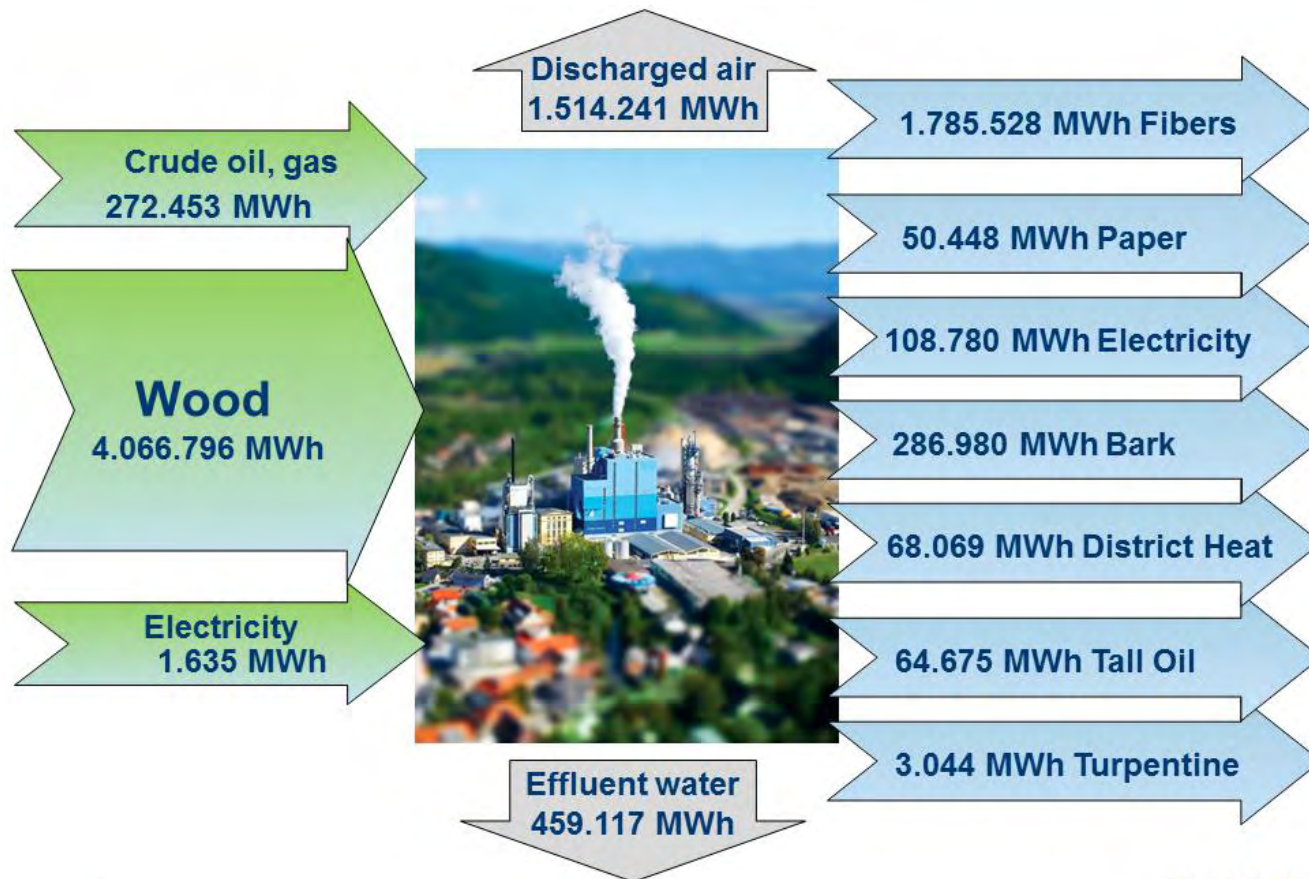 Discharged air
1.514.241 MWh
Crude oil, gas
272.453 MWh
Wood
4.066.796 MWh
Electricity
1.635 MWh
1.785.528 MWh Fibers
50.448 MWh Paper
108.780 MWh Electricity
286.980 MWh Bark
68.069 MWh District Heat
64.675 MWh Tall Oil
3.044 MWh Turpentine
Effluent water
459.117 MWh